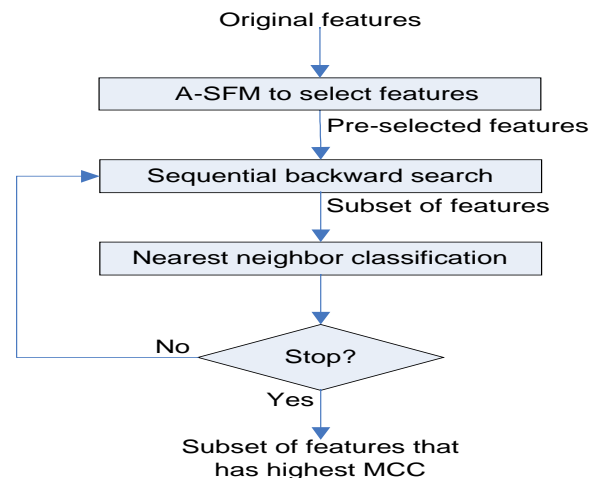 Original features
A-SFM to select features
Pre-selected features
Sequential backward search
Subset of features
Nearest neighbor classification
Stop?
No
Yes
Subset of features that
has highest MCC